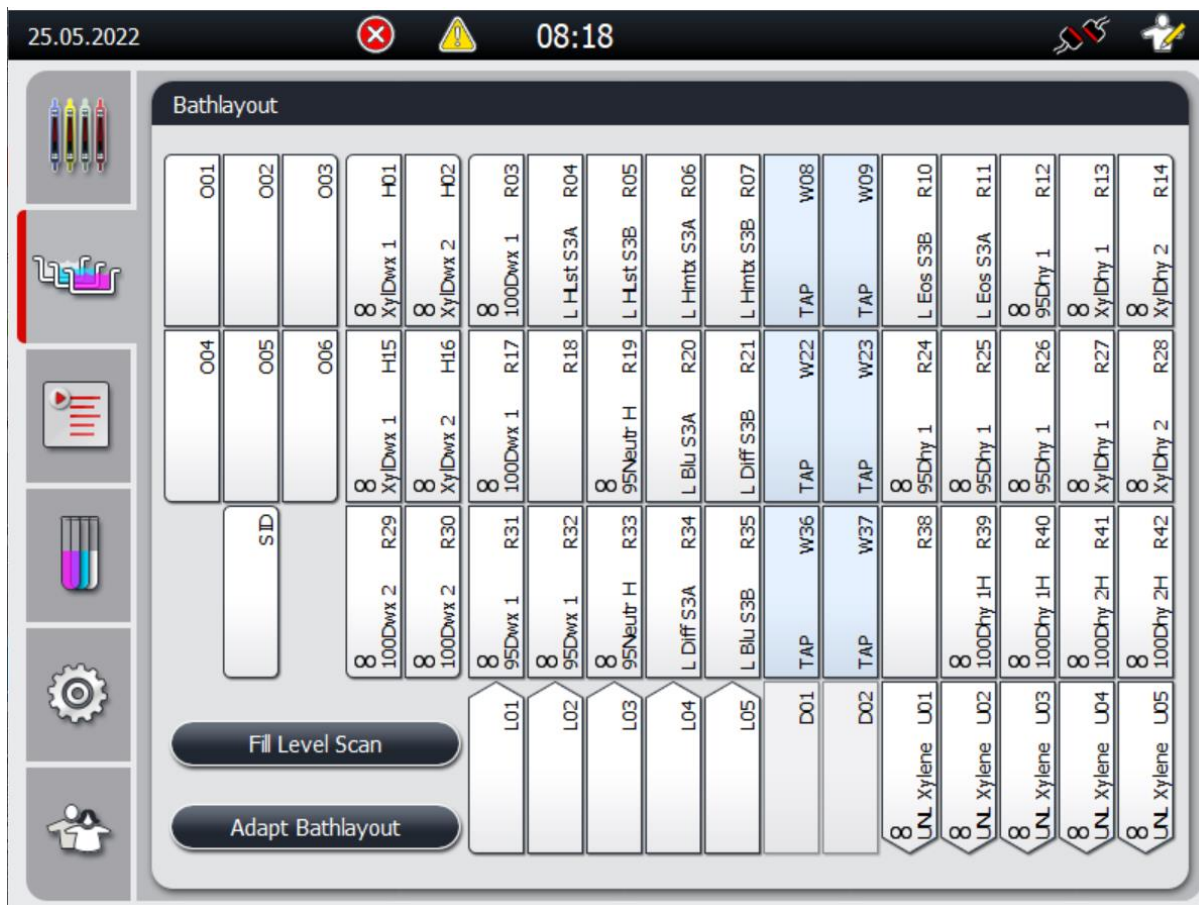 25.05.2022 08:18
Bathlayout
O01
O02
O03
H01 ∞ XylDwx 1
H02 ∞ XylDwx 2
R03 ∞ 100Dwx 1
R04 L HLst S3A
R05 L HLst S3B
R06 L Hmtx S3A
R07 L Hmtx S3B
W08 TAP
W09 TAP
R10 L Eos S3B
R11 L Eos S3A
R12 ∞ 95Dhy 1
R13 ∞ XylDhy 1
R14 ∞ XylDhy 2
O04
O05
O06
H15 ∞ XylDwx 1
H16 ∞ XylDwx 2
R17 ∞ 100Dwx 1
R18
R19 ∞ 95Neutr H
R20 L Blu S3A
R21 L Diff S3B
W22 TAP
W23 TAP
R24 ∞ 95Dhy 1
R25 ∞ 95Dhy 1
R26 ∞ 95Dhy 1
R27 ∞ XylDhy 1
R28 ∞ XylDhy 2
SID
R29 ∞ 100Dwx 2
R30 ∞ 100Dwx 2
R31 ∞ 95Dwx 1
R32 ∞ 95Dwx 1
R33 ∞ 95Neutr H
R34 L Diff S3A
R35 L Blu S3B
W36 TAP
W37 TAP
R38
R39 ∞ 100Dhy 1H
R40 ∞ 100Dhy 1H
R41 ∞ 100Dhy 2H
R42 ∞ 100Dhy 2H
L01
L02
L03
L04
L05
D01
D02
U01 ∞ UNL Xylene
U02 ∞ UNL Xylene
U03 ∞ UNL Xylene
U04 ∞ UNL Xylene
U05 ∞ UNL Xylene
Fill Level Scan
Adapt Bathlayout